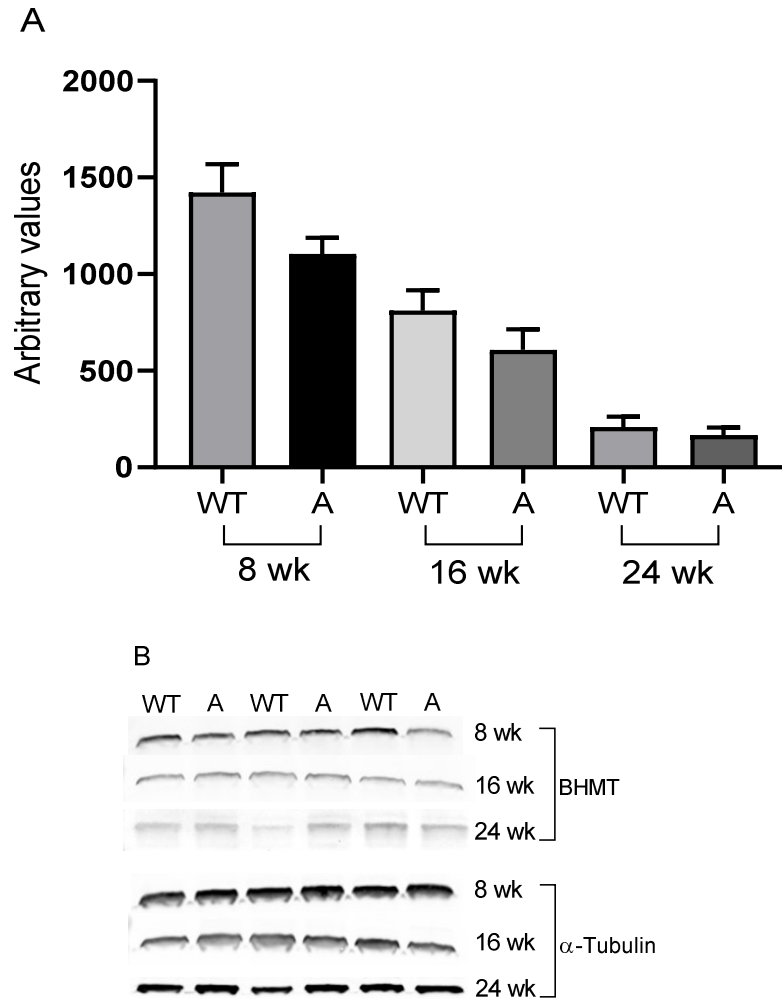 A
2000
1500
1000
500
0
Arbitrary values
WT A WT A WT A
8 wk 16 wk 24 wk
B
WT A WT A WT A
8 wk
16 wk
24 wk
BHMT
8 wk
16 wk
24 wk
α-Tubulin